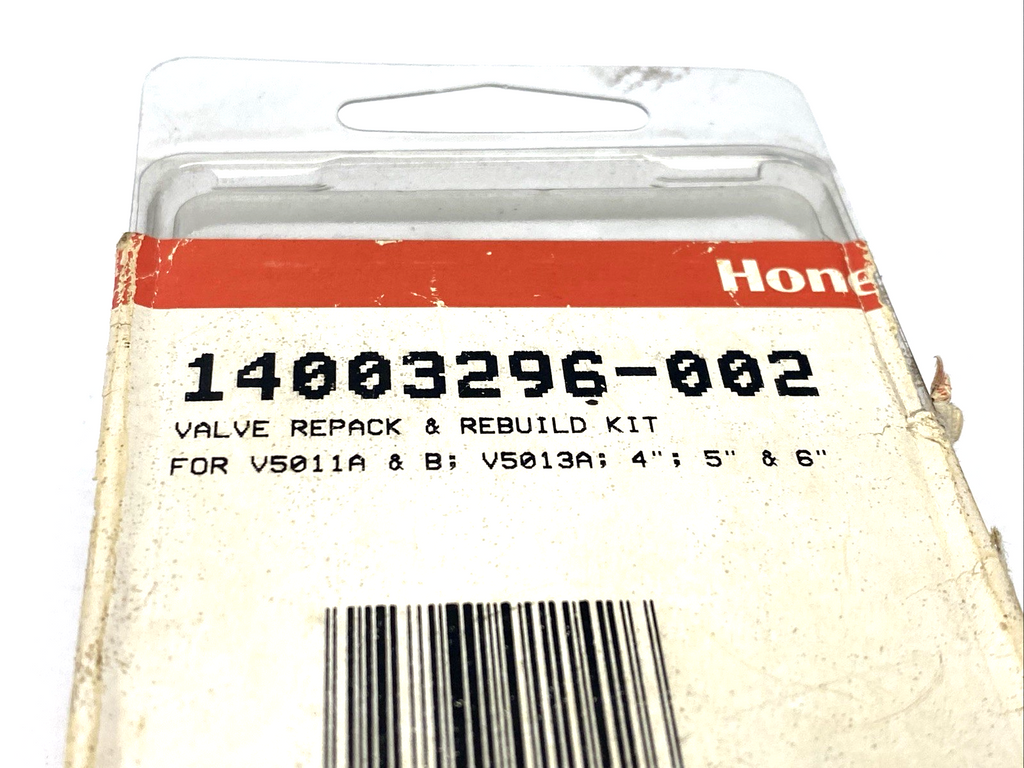 Hone
14003296-002
VALVE REPACK & REBUILD KIT
FOR V5011A & B; V5013A; 4"; 5" & 6"